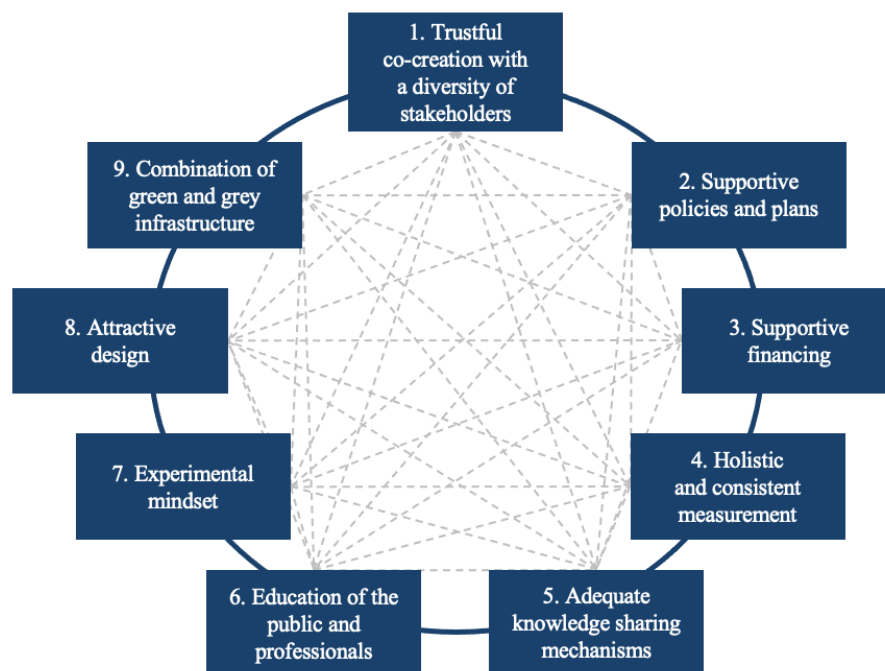 1. Trustful
co-creation with
a diversity of
stakeholders
2. Supportive
policies and plans
3. Supportive
financing
4. Holistic
and consistent
measurement
5. Adequate
knowledge sharing
mechanisms
6. Education of the
public and
professionals
7. Experimental
mindset
8. Attractive
design
9. Combination of
green and grey
infrastructure